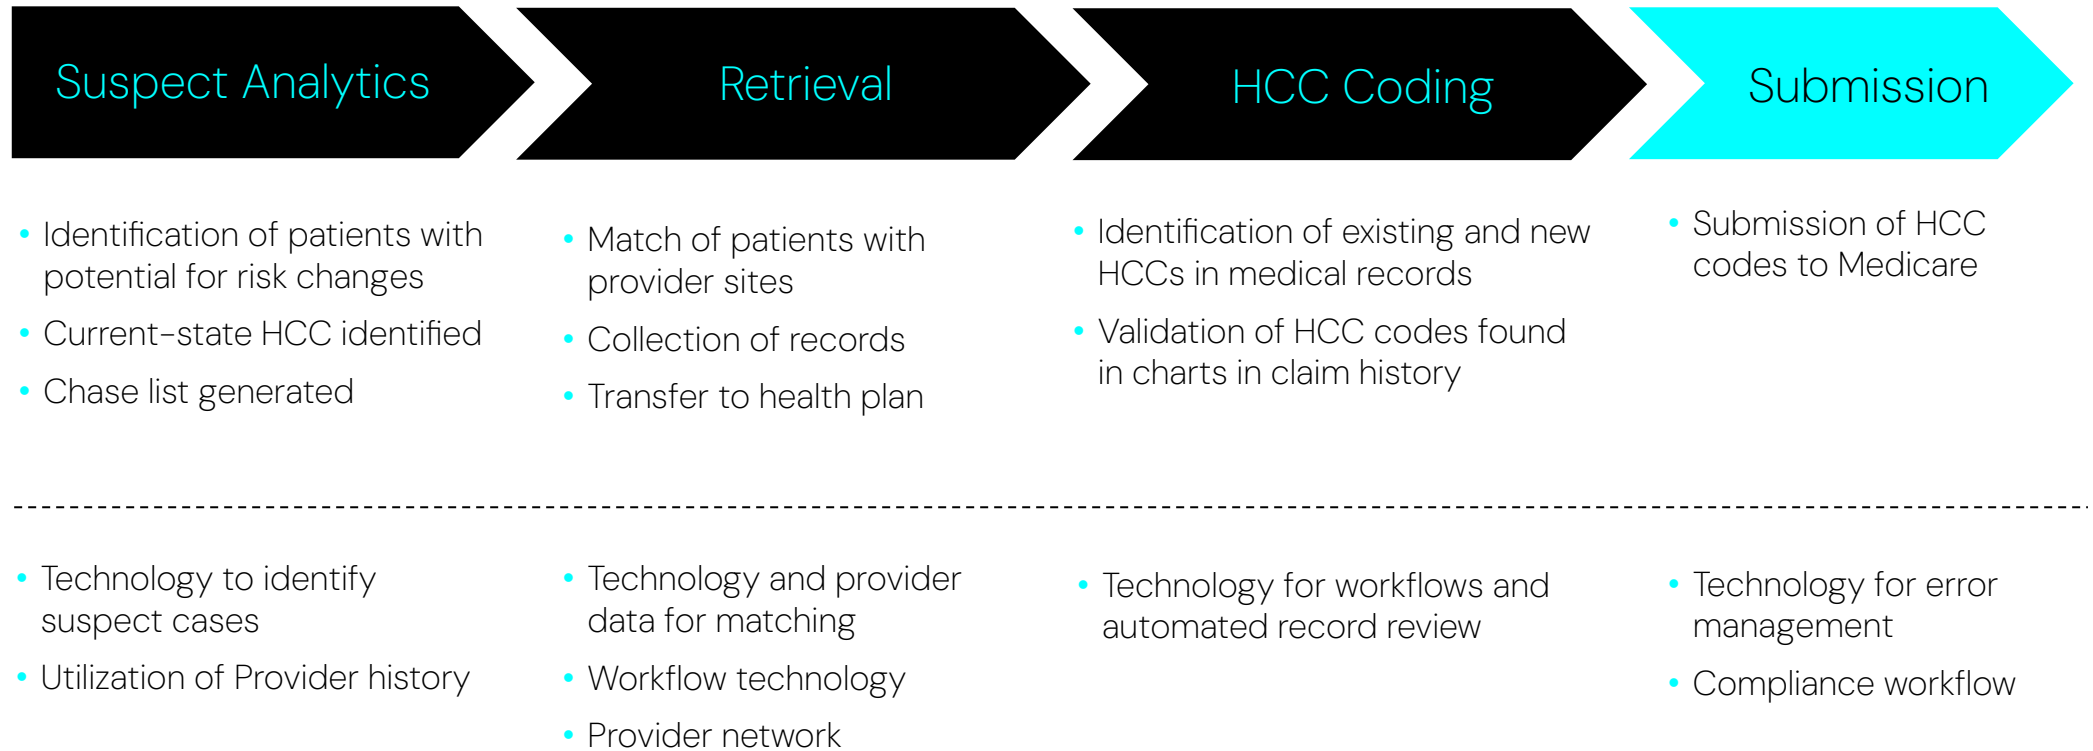 Suspect Analytics
Retrieval
HCC Coding
Submission
• Identification of patients with
potential for risk changes
• Current-state HCC identified
• Chase list generated
• Match of patients with
provider sites
• Collection of records
• Transfer to health plan
• Identification of existing and new
HCCs in medical records
• Validation of HCC codes found
in charts in claim history
• Submission of HCC
codes to Medicare
• Technology to identify
suspect cases
• Utilization of Provider history
• Technology and provider
data for matching
• Workflow technology
• Provider network
• Technology for workflows and
automated record review
• Technology for error
management
• Compliance workflow